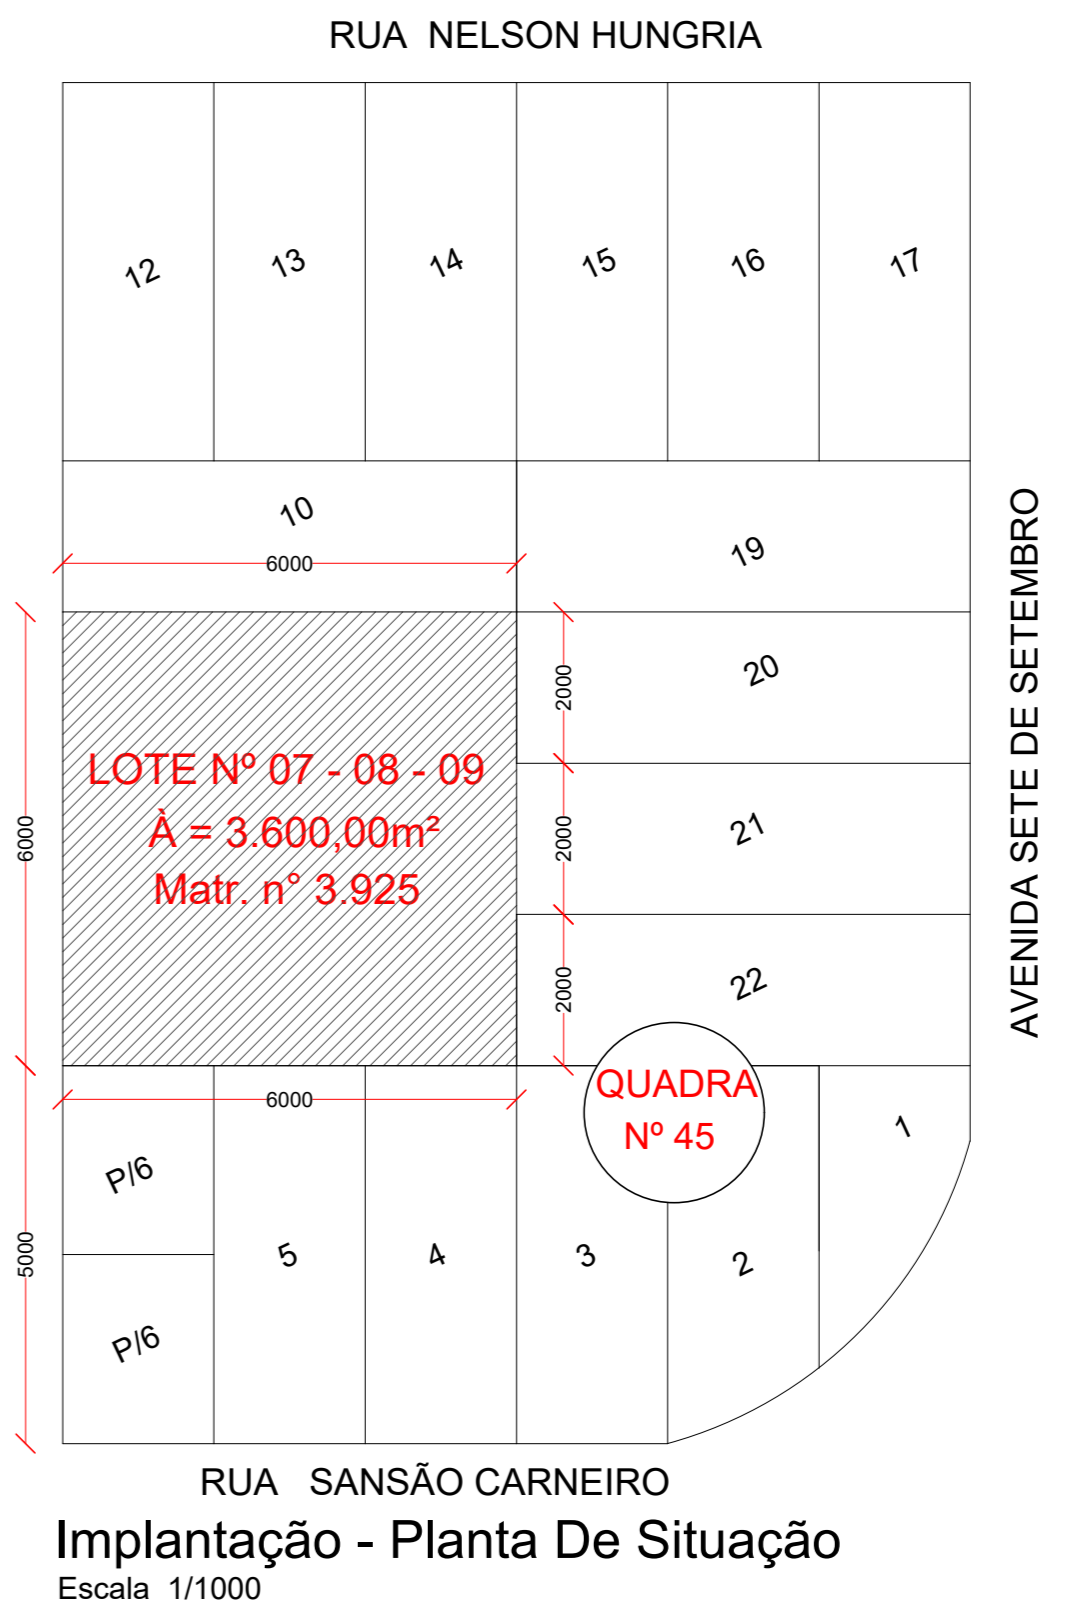 RUA NELSON HUNGRIA
12
13
14
15
16
17
10
6000
19
AVENIDA SETE DE SETEMBRO
20
2000
LOTE Nº 07 - 08 - 09
À = 3.600,00m²
Matr. n° 3.925
6000
21
2000
22
2000
QUADRA
Nº 45
6000
1
P/6
5
4
3
2
5000
P/6
RUA SANSÃO CARNEIRO
Implantação - Planta De Situação
Escala 1/1000